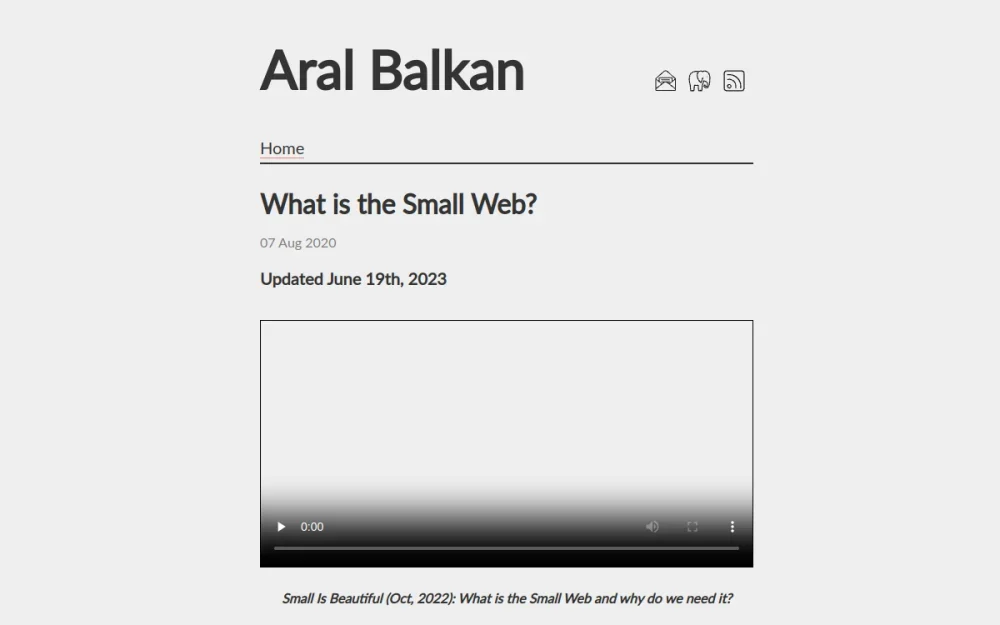 Aral Balkan
Home
What is the Small Web?
07 Aug 2020
Updated June 19th, 2023
0:00
Small Is Beautiful (Oct, 2022): What is the Small Web and why do we need it?